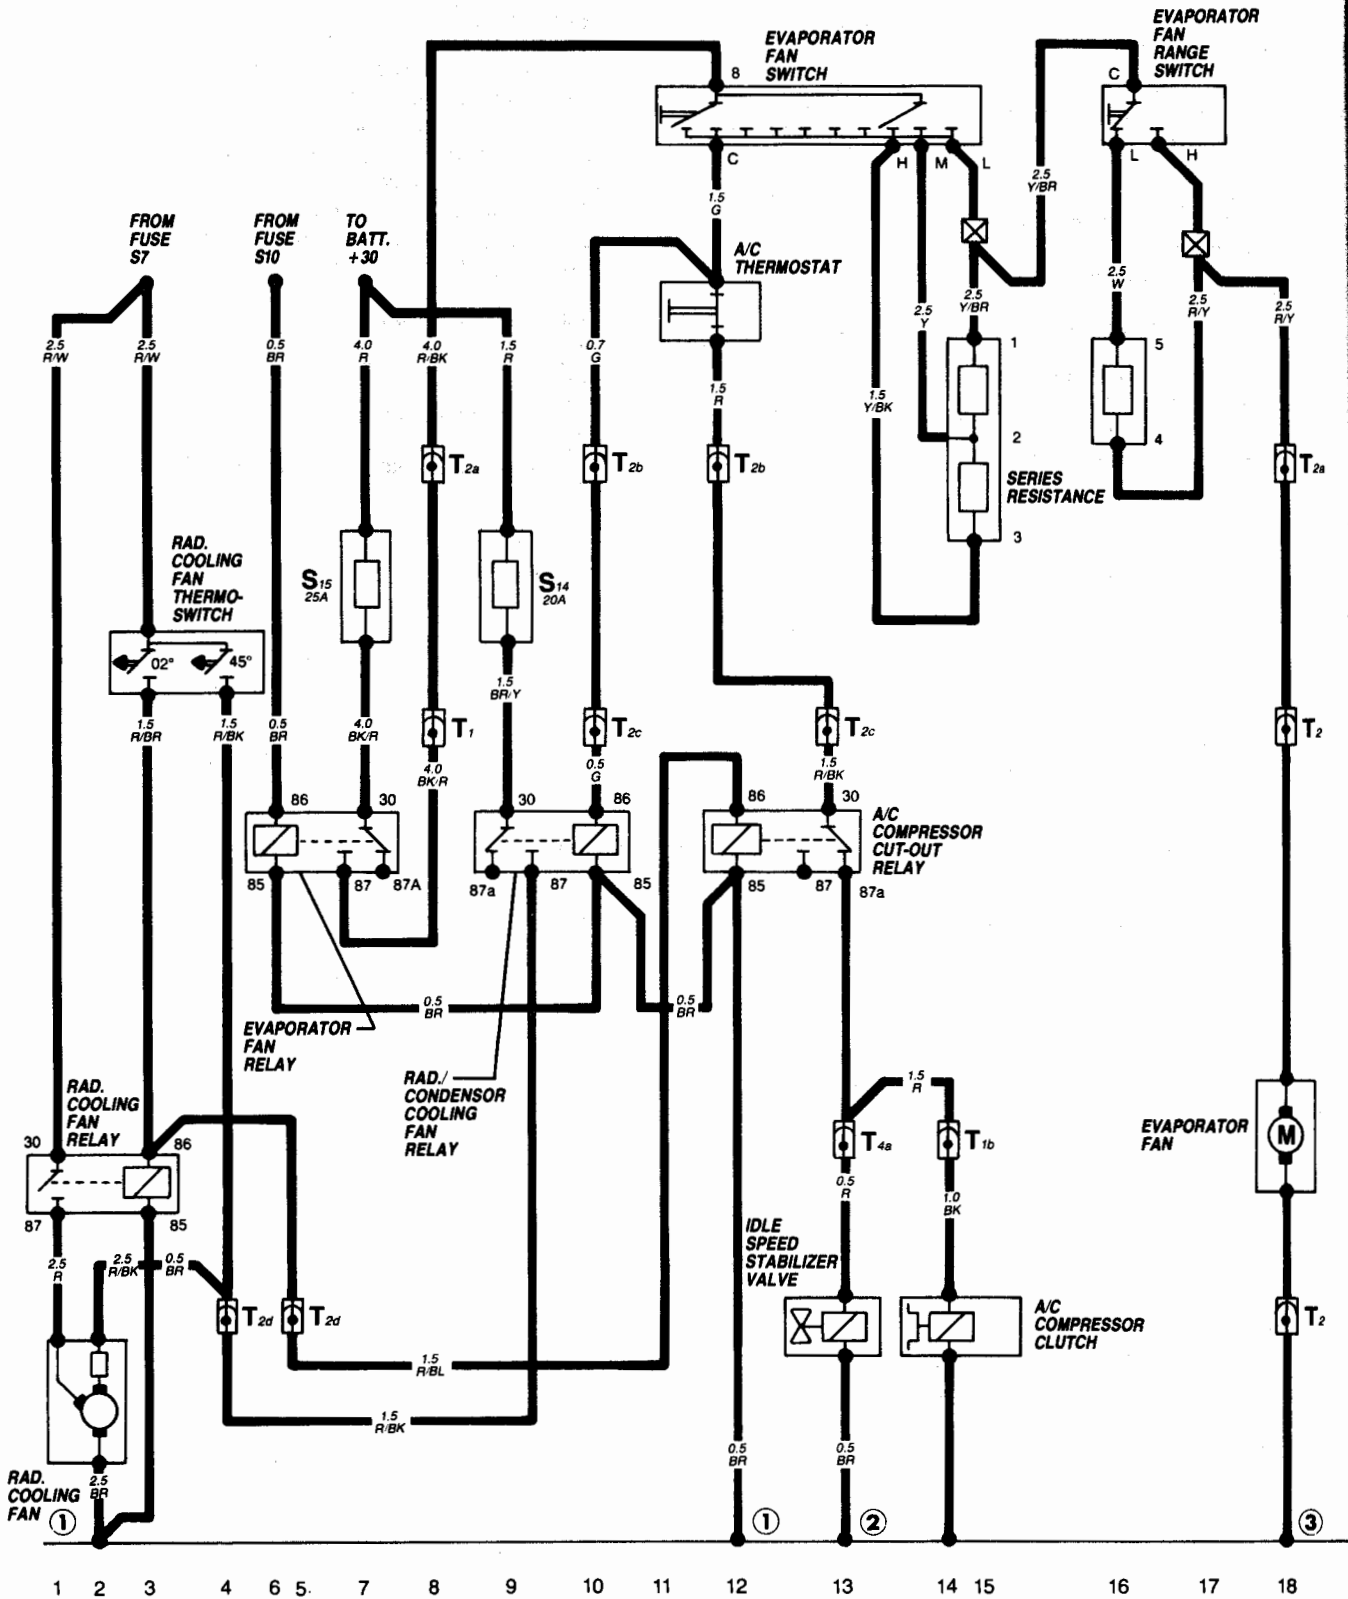 EVAPORATOR
FAN
SWITCH
EVAPORATOR
FAN
RANGE
SWITCH
8
C
C
H
M
L
L
H
2.5
Y/BR
1.5
G
FROM
FUSE
S7
FROM
FUSE
S10
TO
BATT.
+30
A/C
THERMOSTAT
2.5
W
2.5
Y
2.5
Y/BR
2.5
R/Y
2.5
R/Y
2.5
R/W
2.5
R/W
0.5
BR
4.0
R
4.0
R/BK
1.5
R
0.7
G
1.5
R
1.5
Y/BK
1
2
3
5
4
SERIES
RESISTANCE
T2a
T2b
T2b
T2a
RAD.
COOLING
FAN
THERMO-
SWITCH
S15
25A
S14
20A
02°
45°
1.5
R/BR
1.5
R/BK
0.5
BR
4.0
BK/R
T1
4.0
BK/R
1.5
BR/Y
T2c
0.5
G
T2c
1.5
R/BK
T2
86
30
30
86
86
30
A/C
COMPRESSOR
CUT-OUT
RELAY
85
87
87A
87a
87
85
85
87
87a
0.5
BR
0.5
BR
EVAPORATOR
FAN
RELAY
RAD./
CONDENSOR
COOLING
FAN
RELAY
RAD.
COOLING
FAN
RELAY
30
86
87
85
1.5
R
T4a
T1b
EVAPORATOR
FAN
M
0.5
R
1.0
BK
2.5
R
2.5
R/BK
0.5
BR
IDLE
SPEED
STABILIZER
VALVE
T2d
T2d
A/C
COMPRESSOR
CLUTCH
T2
1.5
R/BL
1.5
R/BK
RAD.
COOLING
FAN
2.5
BR
0.5
BR
0.5
BR
1
1
2
3
1 2 3 4 6 5 7 8 9 10 11 12 13 14 15 16 17 18